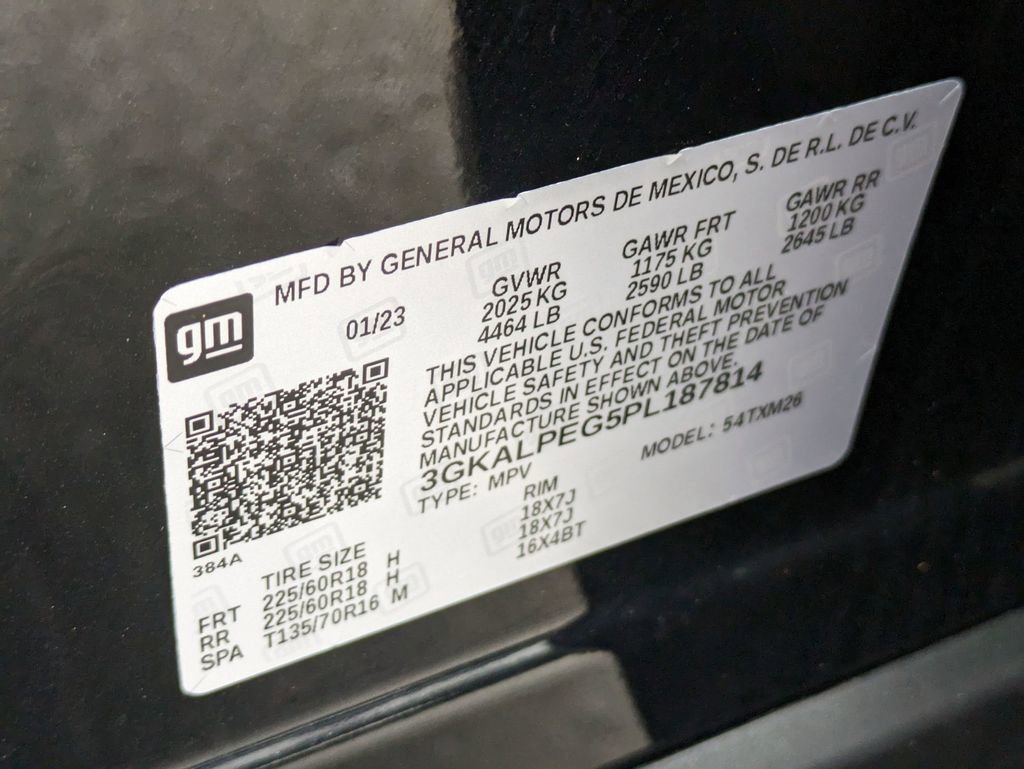 gm
MFD BY GENERAL MOTORS DE MEXICO, S. DE R.L. DE C.V.
01/23
GVWR GAWR FRT GAWR RR
2025 KG 1175 KG 1200 KG
4464 LB 2590 LB 2645 LB
THIS VEHICLE CONFORMS TO ALL
APPLICABLE U.S. FEDERAL MOTOR
VEHICLE SAFETY AND THEFT PREVENTION
STANDARDS IN EFFECT ON THE DATE OF
MANUFACTURE SHOWN ABOVE.
3GKALPEG5PL187814
TYPE: MPV MODEL: 54TXM26
384A
TIRE SIZE RIM
FRT 225/60R18 H 18X7J
RR 225/60R18 H 18X7J
SPA T135/70R16 M 16X4BT